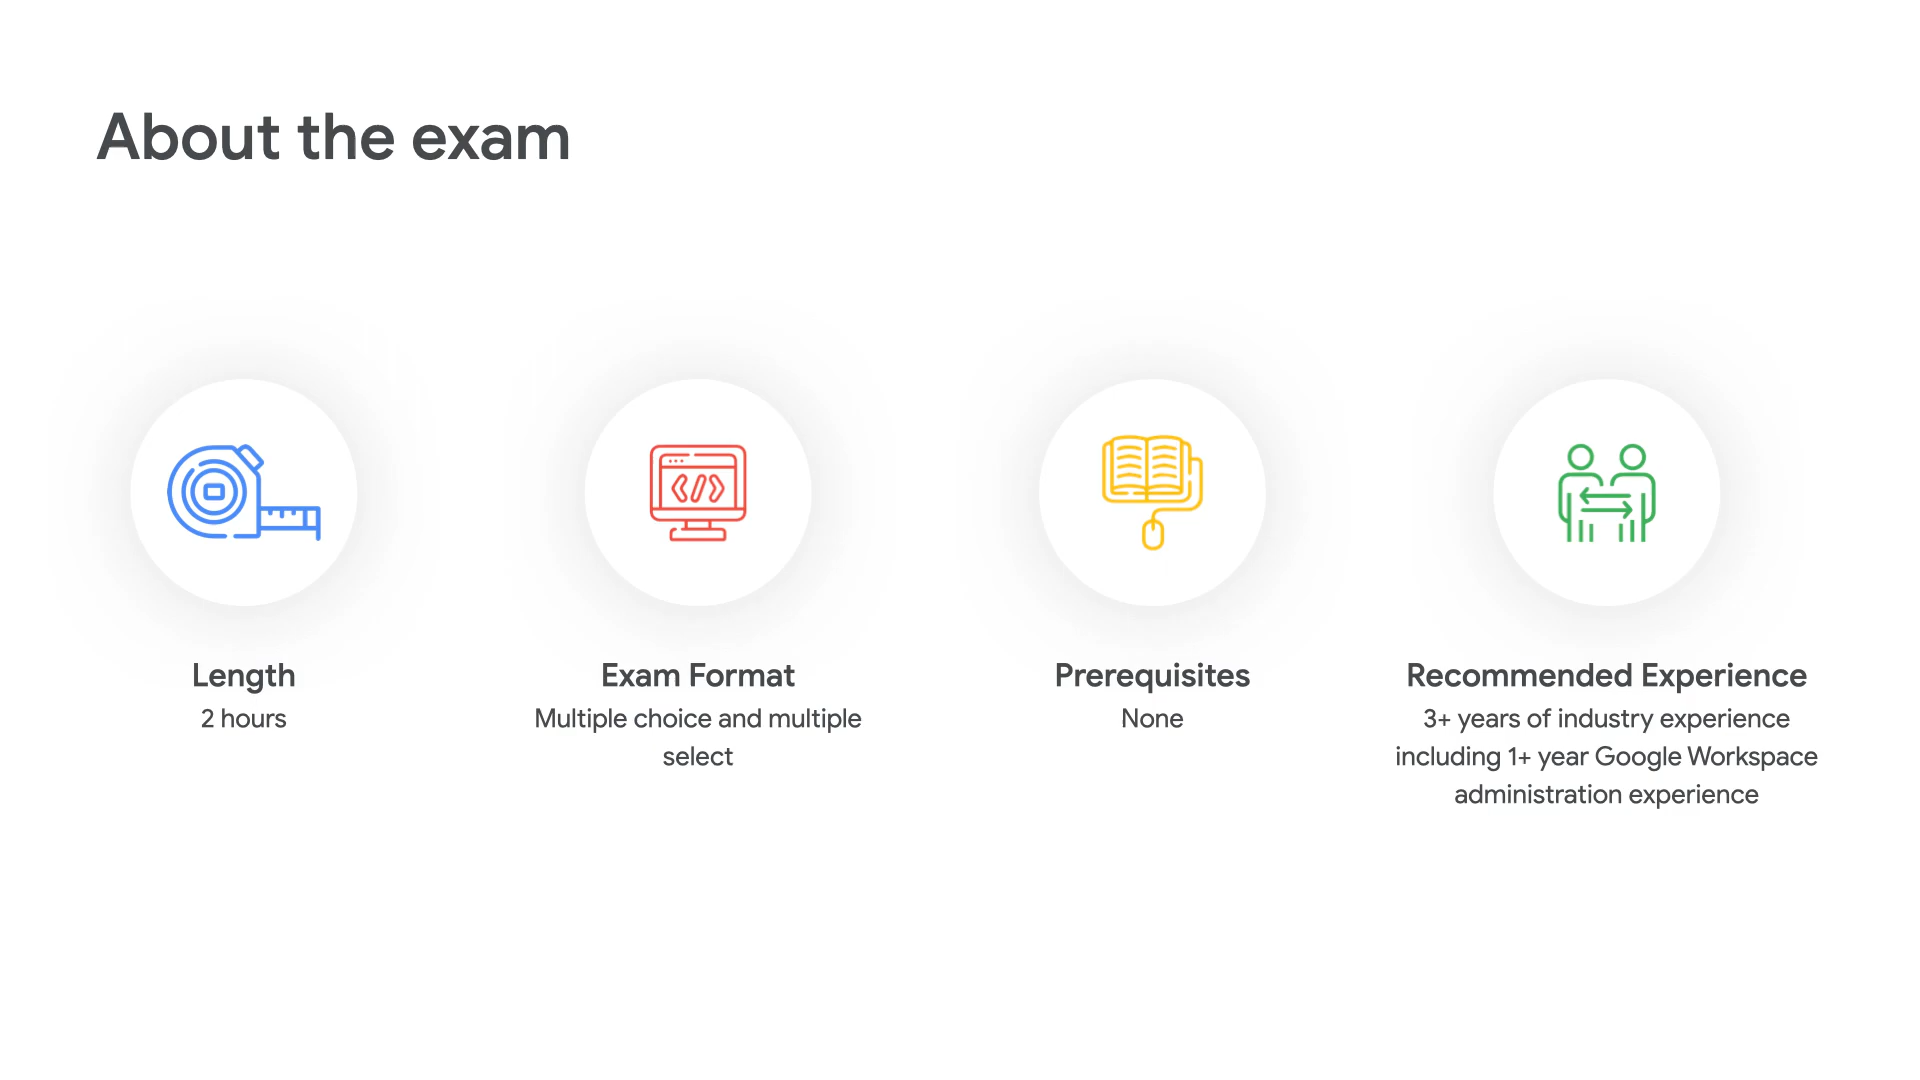 About the exam
Length
2 hours
Exam Format
Multiple choice and multiple
select
Prerequisites
None
Recommended Experience
3+ years of industry experience
including 1+ year Google Workspace
administration experience